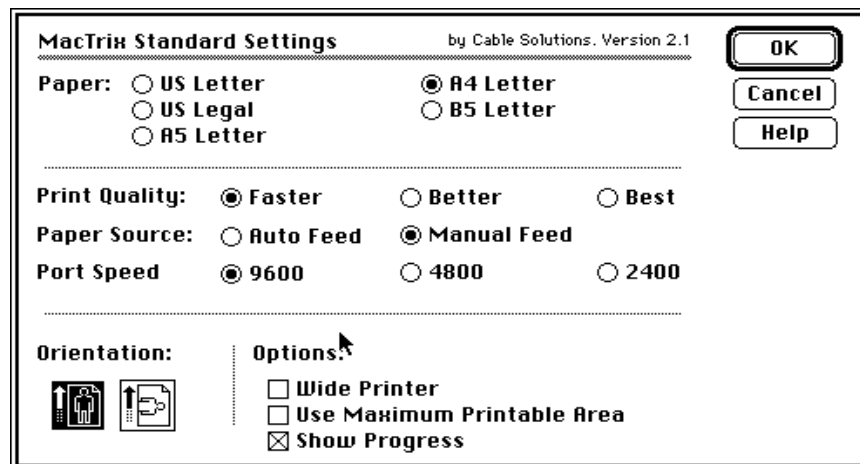 MacTrix Standard Settings by Cable Solutions. Version 2.1
OK
Paper: US Letter A4 Letter
Cancel
US Legal B5 Letter
Help
A5 Letter
Print Quality: Faster Better Best
Paper Source: Auto Feed Manual Feed
Port Speed 9600 4800 2400
Orientation: Options:
Wide Printer
Use Maximum Printable Area
Show Progress